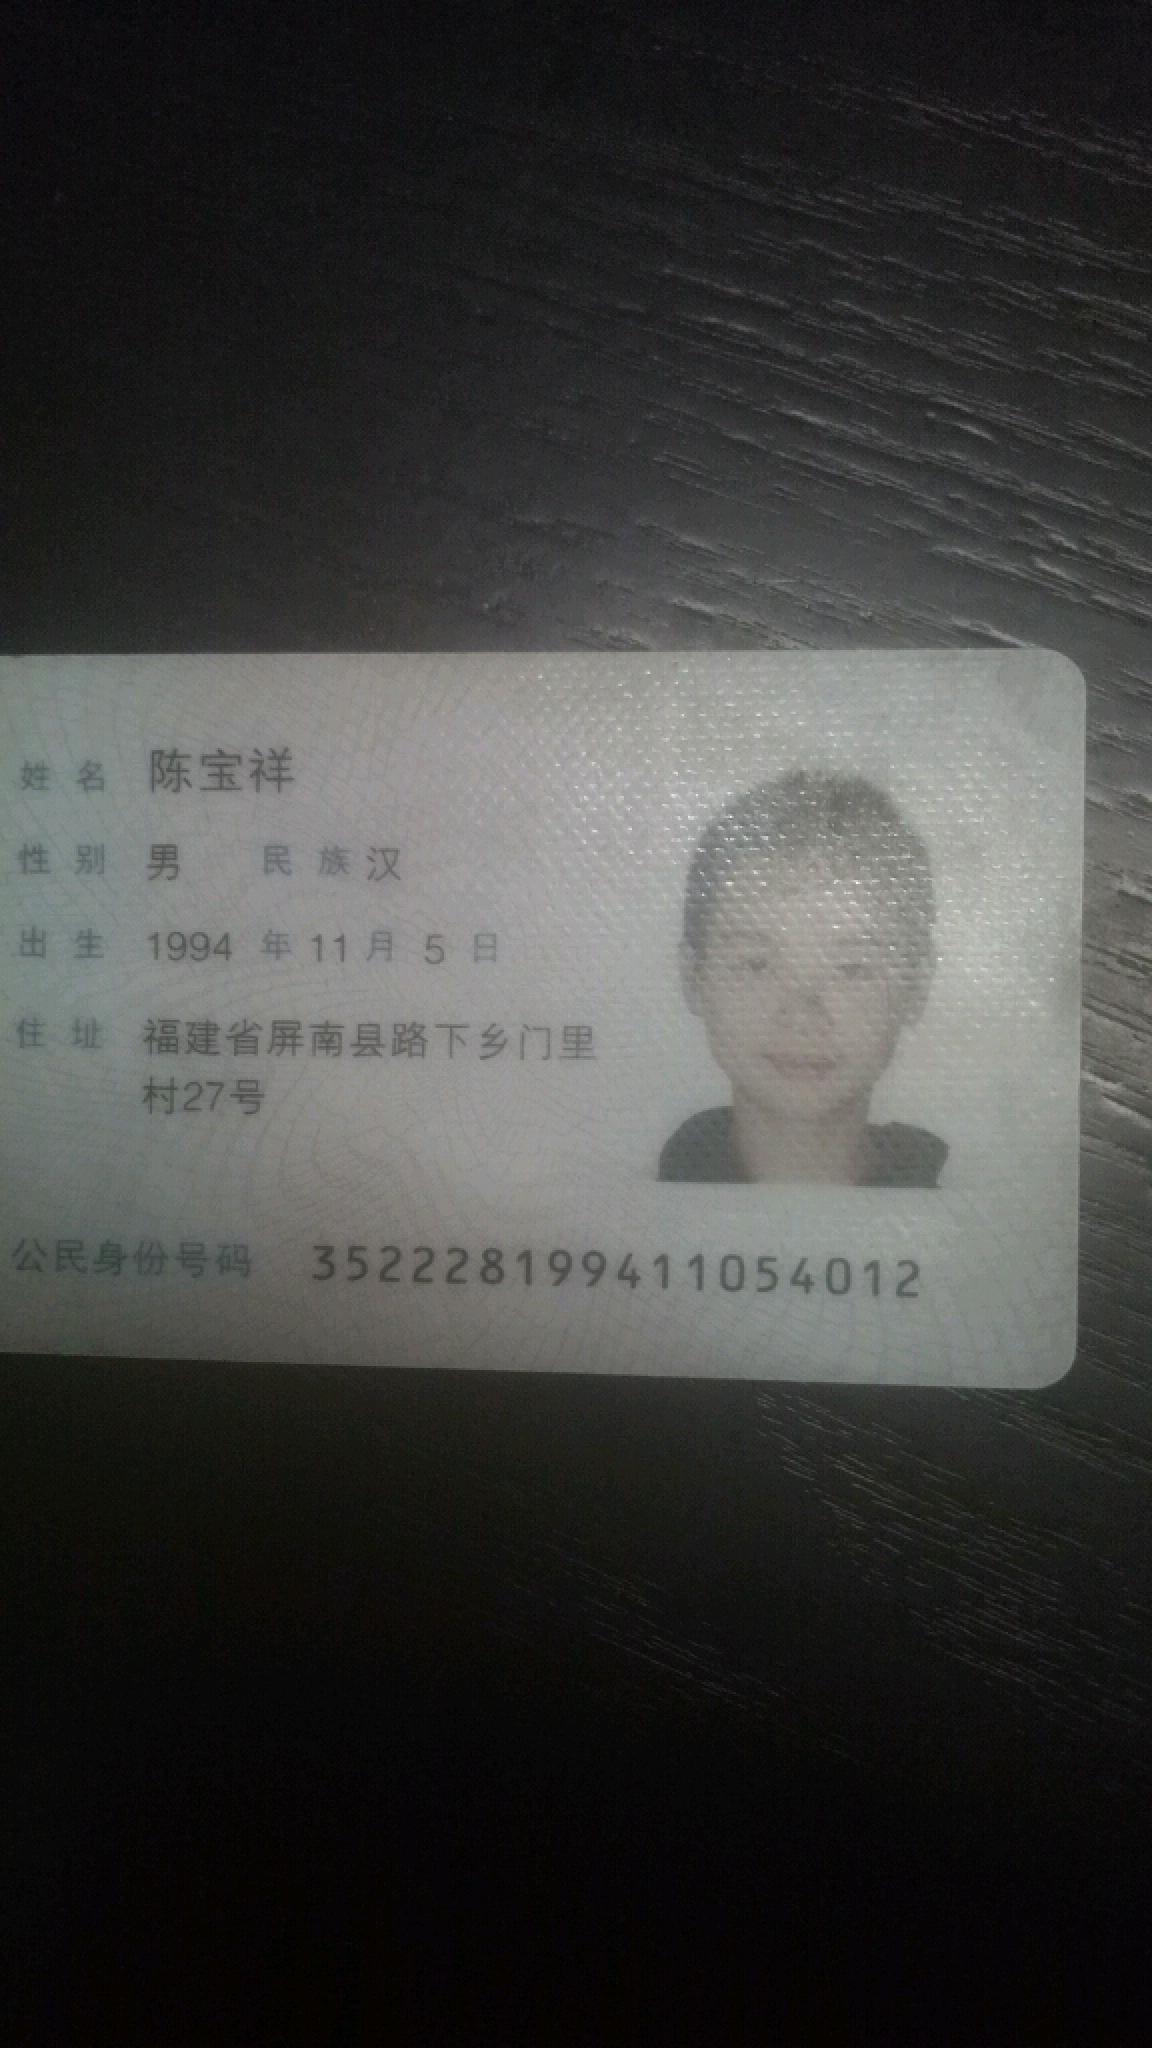 姓名 陈宝祥
性别 男 民族 汉
出生 1994 年 11 月 5 日
住址 福建省屏南县路下乡门里
村27号
公民身份号码 352228199411054012